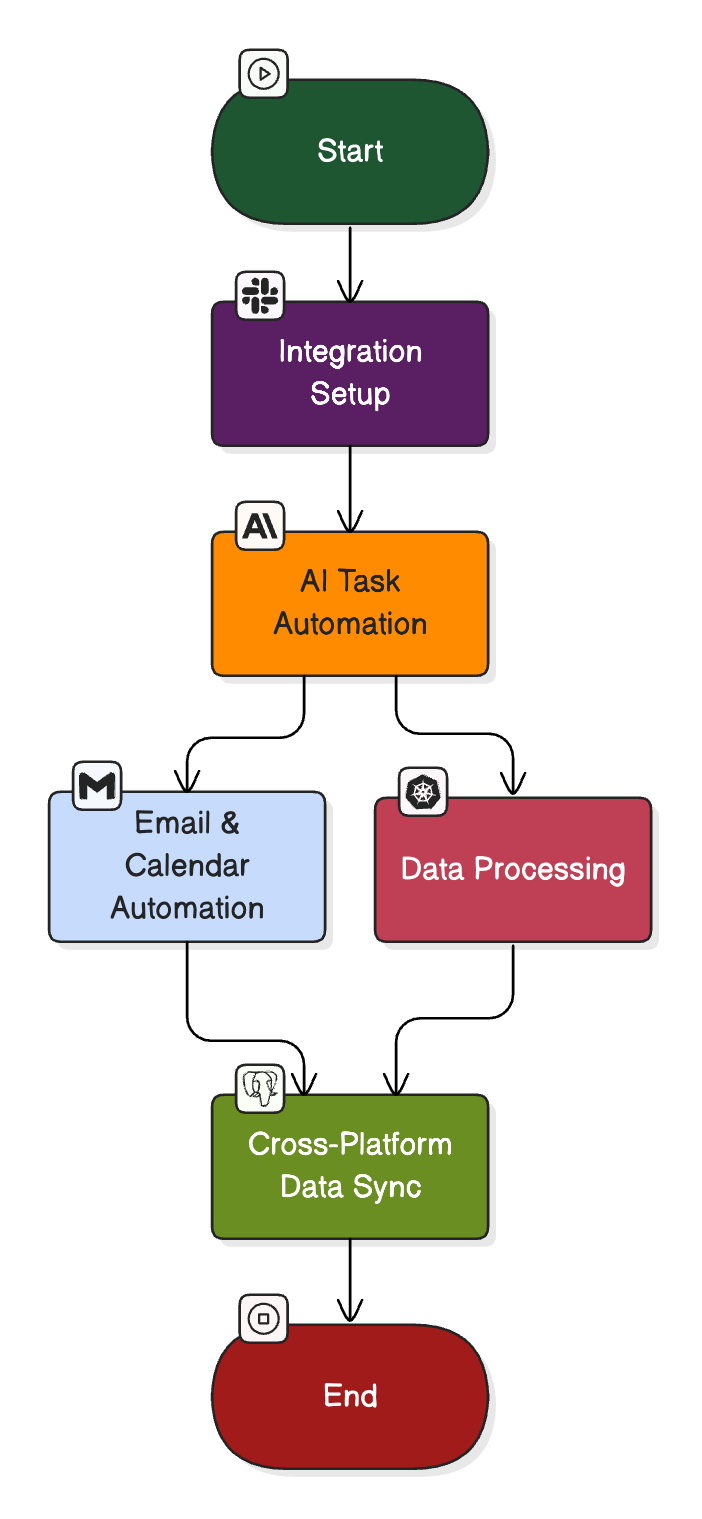 Start
Integration
Setup
AI Task
Automation
Email &
Calendar
Automation
Data Processing
Cross-Platform
Data Sync
End